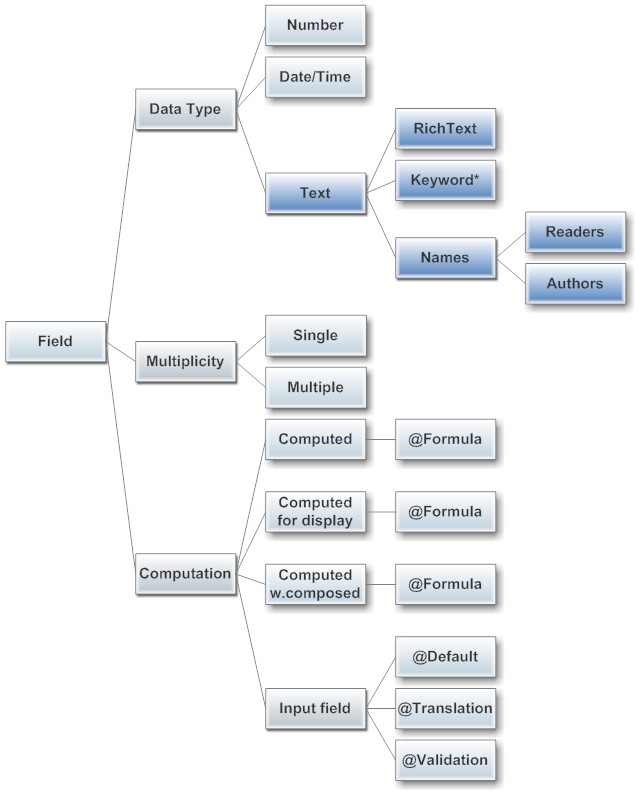 Number
Date/Time
Data Type
RichText
Keyword*
Text
Readers
Names
Authors
Field
Single
Multiplicity
Multiple
Computed
@Formula
Computed
for display
@Formula
Computation
Computed
w.composed
@Formula
@Default
Input field
@Translation
@Validation